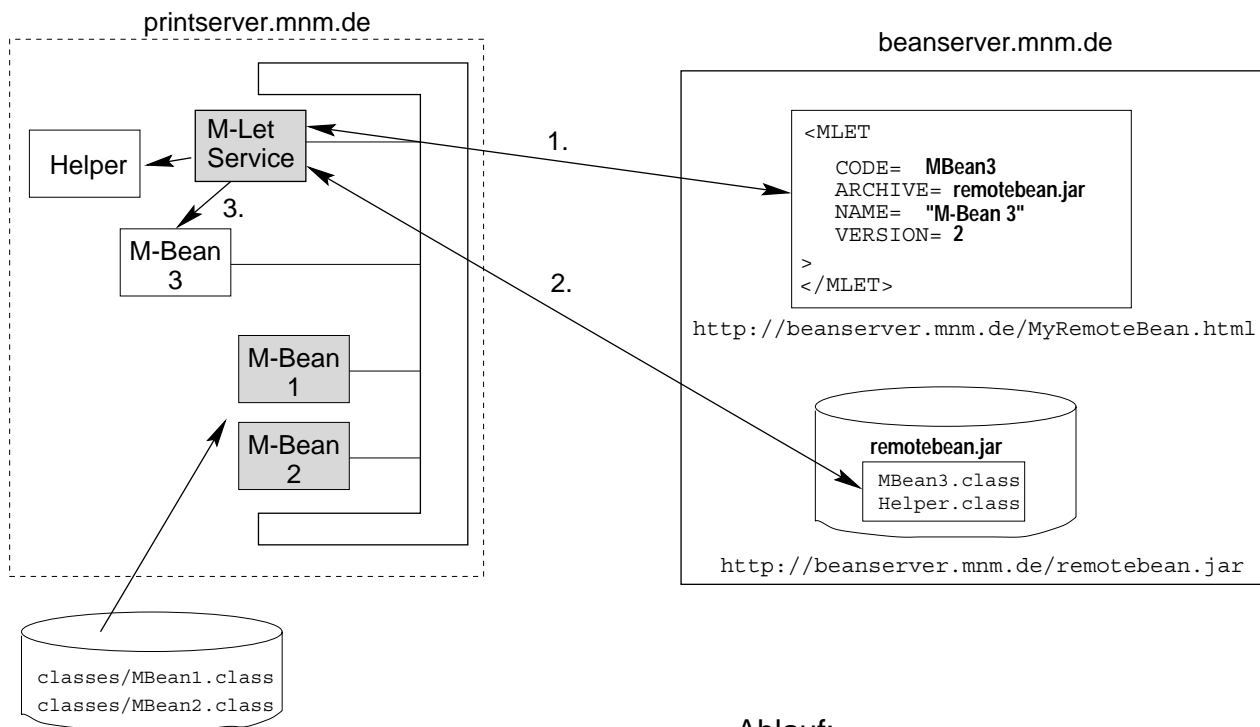 printserver.mnm.de
Helper
M-Let
Service
3.
M-Bean
3
M-Bean
1
M-Bean
2
classes/MBean1.class
classes/MBean2.class
1.
2.
beanserver.mnm.de
<MLET
CODE= MBean3
ARCHIVE= remotebean.jar
NAME= "M-Bean 3"
VERSION= 2
>
</MLET>
http://beanserver.mnm.de/MyRemoteBean.html
remotebean.jar
MBean3.class
Helper.class
http://beanserver.mnm.de/remotebean.jar
Ablauf: